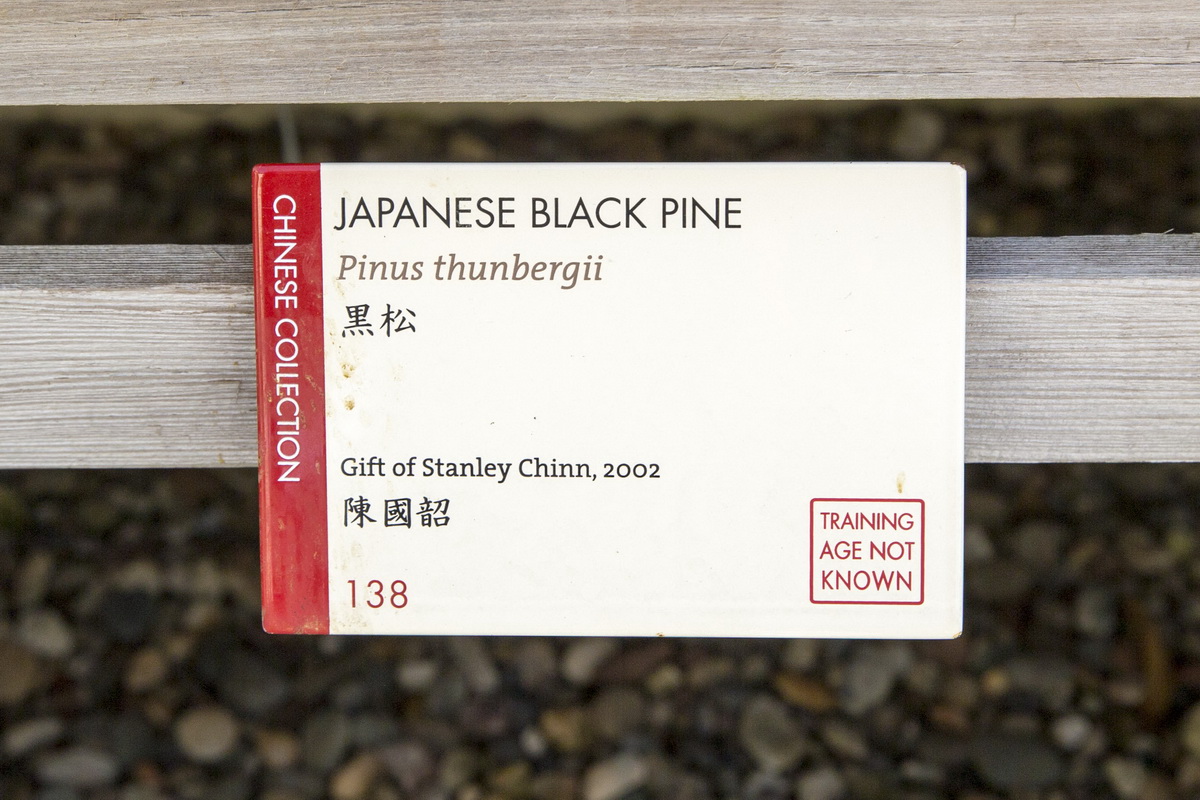 CHINESE COLLECTION
JAPANESE BLACK PINE
Pinus thunbergii
黒松
Gift of Stanley Chinn, 2002
陳國韶
138
TRAINING
AGE NOT
KNOWN